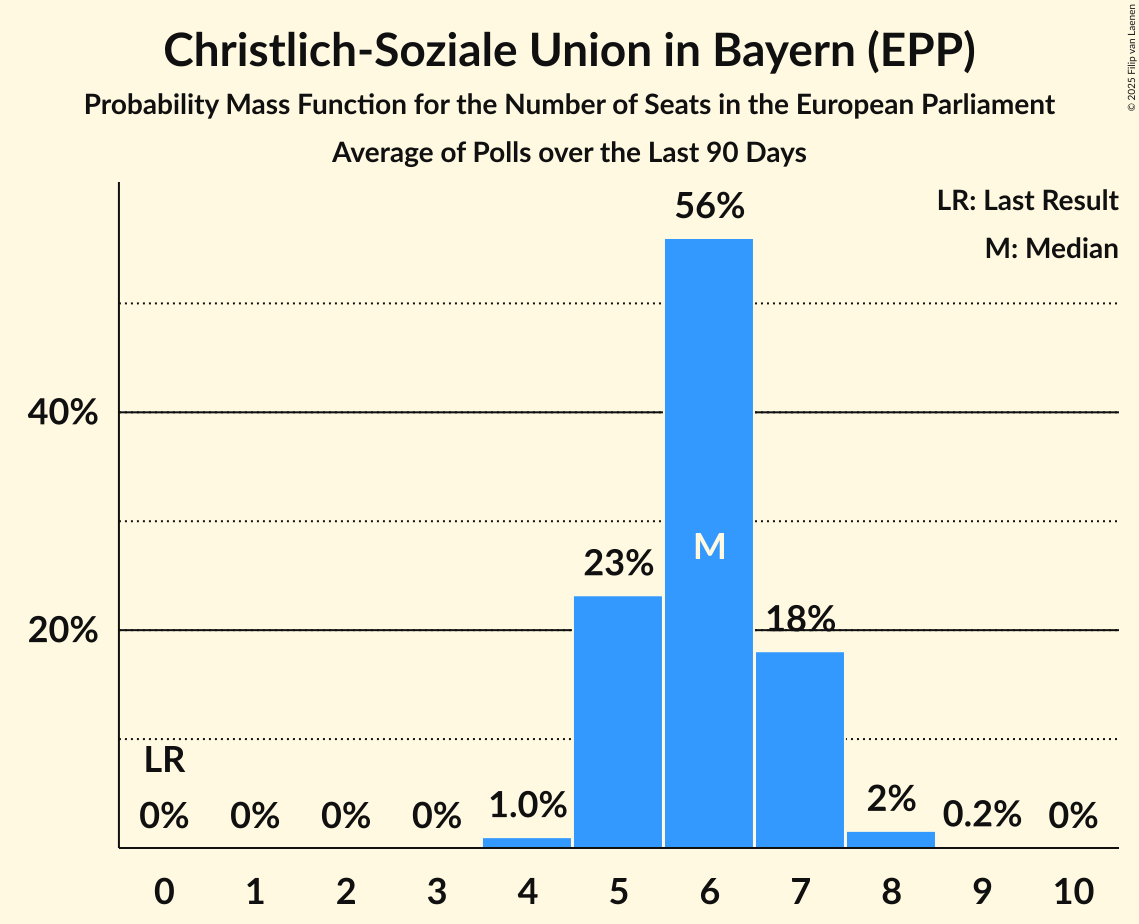 Christlich-Soziale Union in Bayern (EPP)
Probability Mass Function for the Number of Seats in the European Parliament
Average of Polls over the Last 90 Days
© 2025 Filip van Laenen
LR: Last Result
M: Median
56%
40%
M
23%
20%
18%
LR
0%
0%
0%
0%
1.0%
2%
0.2%
0%
0 1 2 3 4 5 6 7 8 9 10